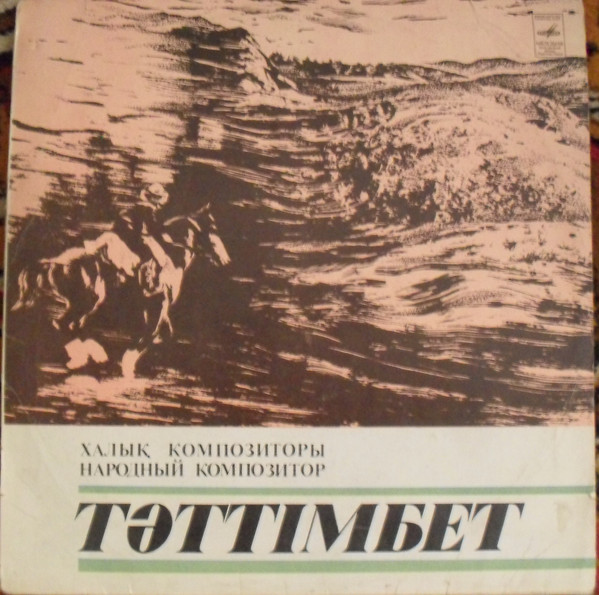 ХАЛЫҚ КОМПОЗИТОРЫ
НАРОДНЫЙ КОМПОЗИТОР
ТӘТТІМБЕТ